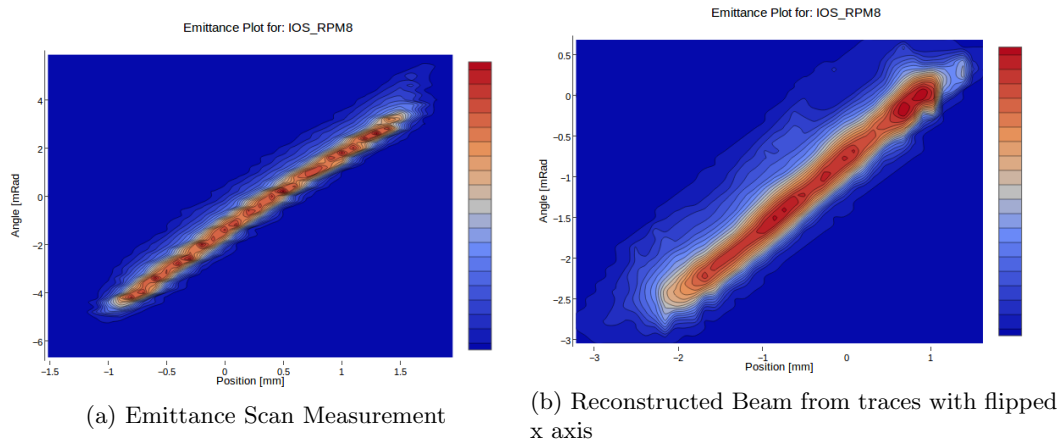 Emittance Plot for: IOS_RPM8
4
2
0
−2
−4
−6
Angle [mRad
−1.5
−1
−0.5
0
0.5
1
1.5
Position [mm]
(a) Emittance Scan Measurement
Emittance Plot for: IOS_RPM8
0.5
0
−0.5
−1
−1.5
−2
−2.5
−3
Angle [mRad
−3
−2
−1
0
1
Position [mm]
(b) Reconstructed Beam from traces with flipped
x axis